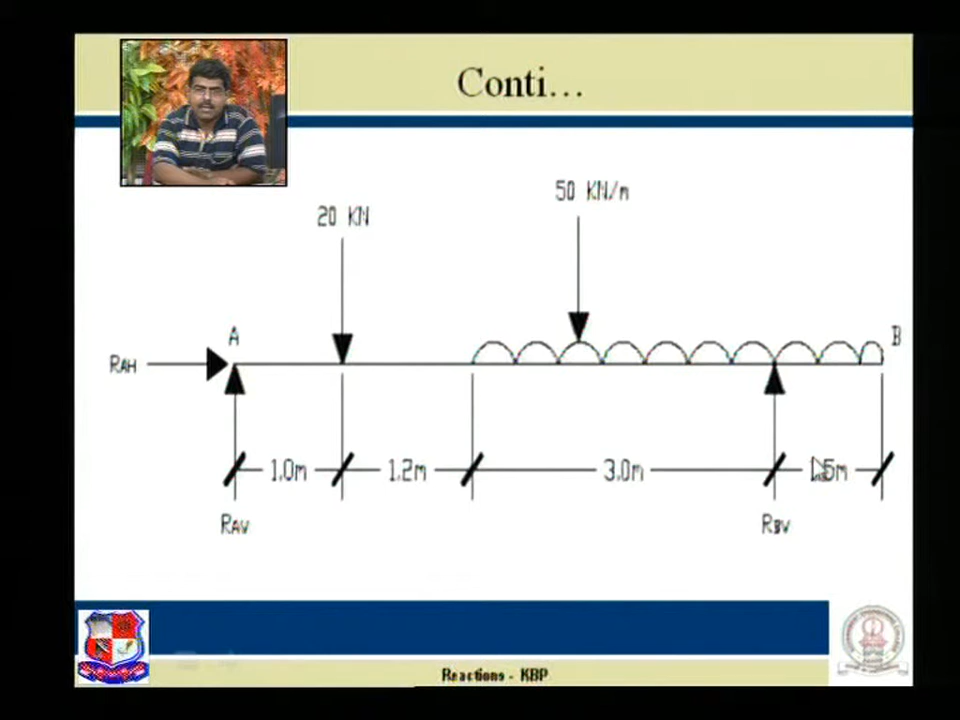 Conti...
50 KN/m
20 KN
A
B
RAH
1.0m
1.2m
3.0m
1.5m
RAV
RBV
Reactions - KBP